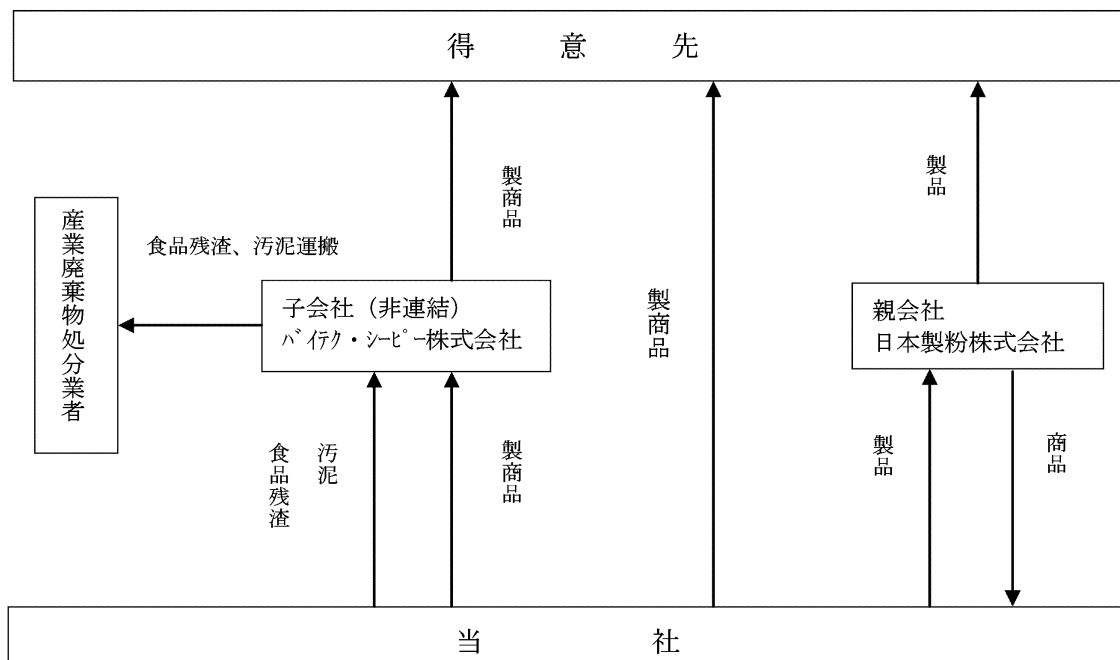 得意先
製商品
製品
産業廃棄物処分業者
食品残渣、汚泥運搬
子会社（非連結）
ﾊﾞｲﾃｸ・ｼｰﾋﾟｰ株式会社
製商品
親会社
日本製粉株式会社
汚泥
食品残渣
製商品
製品
商品
当社